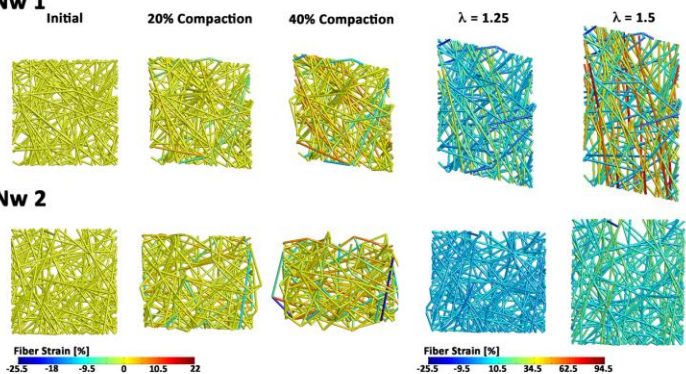 Nw 1
Initial 20% Compaction 40% Compaction λ = 1.25 λ = 1.5
Nw 2
Fiber Strain [%] Fiber Strain [%]
-25.5 -18 -9.5 0 10.5 22 -25.5 -9.5 10.5 34.5 62.5 94.5